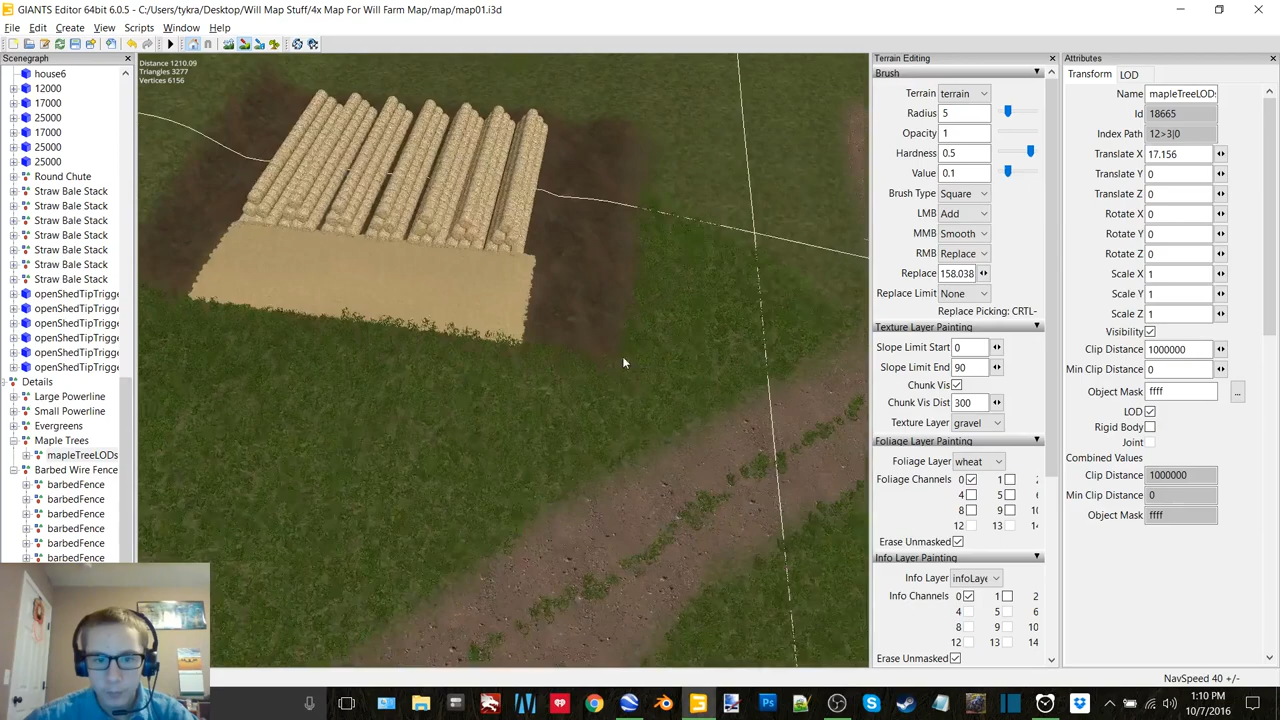 GIANTS Editor 64bit 6.0.5 - C:/Users/tykra/Desktop/Will Map Stuff/4x Map For Will Farm Map/map/map01.i3d
File Edit Create View Scripts Window Help
Scenegraph
house6
12000
17000
25000
17000
25000
25000
Round Chute
Straw Bale Stack
Straw Bale Stack
Straw Bale Stack
Straw Bale Stack
Straw Bale Stack
Straw Bale Stack
Straw Bale Stack
openShedTipTrigge
openShedTipTrigge
openShedTipTrigge
openShedTipTrigge
openShedTipTrigge
openShedTipTrigge
Details
Large Powerline
Small Powerline
Evergreens
Maple Trees
mapleTreeLODs
Barbed Wire Fence
barbedFence
barbedFence
barbedFence
barbedFence
barbedFence
barbedFence
Distance 1210.09
Triangles 3277
Vertices 6156
Terrain Editing
Brush
Terrain terrain
Radius 5
Opacity 1
Hardness 0.5
Value 0.1
Brush Type Square
LMB Add
MMB Smooth
RMB Replace
Replace 158.038
Replace Limit None
Replace Picking: CRTL-
Texture Layer Painting
Slope Limit Start 0
Slope Limit End 90
Chunk Vis
Chunk Vis Dist 300
Texture Layer gravel
Foliage Layer Painting
Foliage Layer wheat
Foliage Channels 0 1 2
4 5 6
8 9 10
12 13 14
Erase Unmasked
Info Layer Painting
Info Layer infoLaye
Info Channels 0 1 2
4 5 6
8 9 10
12 13 14
Erase Unmasked
Attributes
Transform LOD
Name mapleTreeLOD
Id 18665
Index Path 12>3|0
Translate X 17.156
Translate Y 0
Translate Z 0
Rotate X 0
Rotate Y 0
Rotate Z 0
Scale X 1
Scale Y 1
Scale Z 1
Visibility
Clip Distance 1000000
Min Clip Distance 0
Object Mask ffff
...
LOD
Rigid Body
Joint
Combined Values
Clip Distance 1000000
Min Clip Distance 0
Object Mask ffff
NavSpeed 40 +/-
1:10 PM
10/7/2016